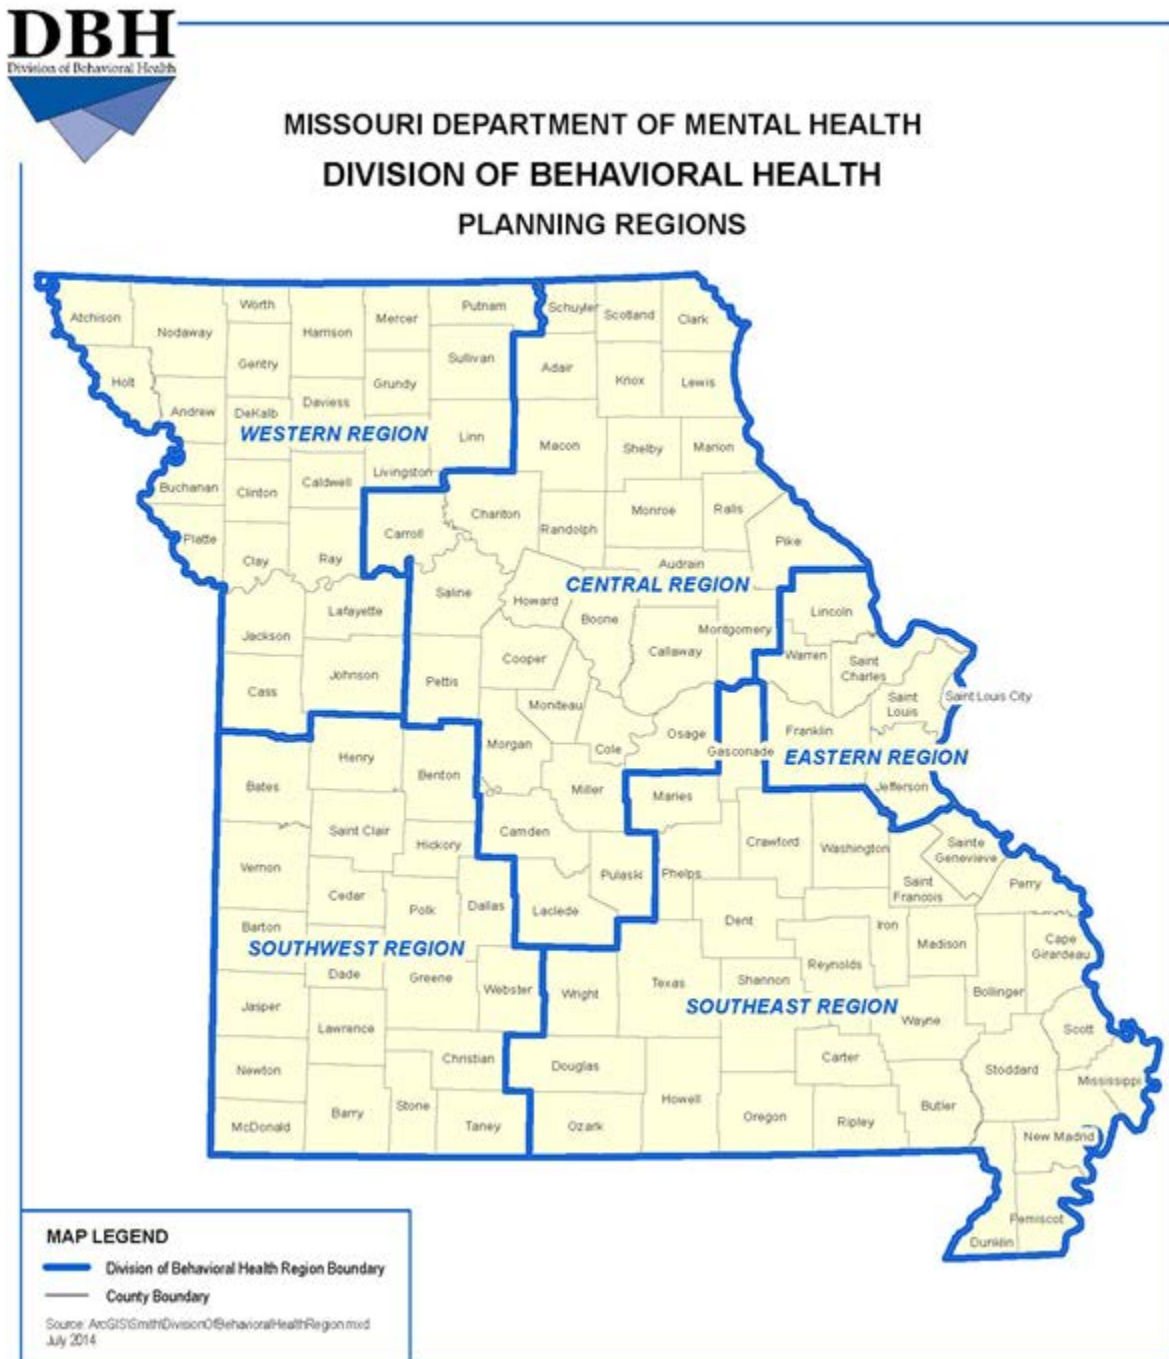 DBH
Division of Behavioral Health
MISSOURI DEPARTMENT OF MENTAL HEALTH
DIVISION OF BEHAVIORAL HEALTH
PLANNING REGIONS
Atchison
Nodaway
Worth
Harrison
Mercer
Putnam
Schuyler
Scotland
Clark
Holt
Gentry
Grundy
Sullivan
Adair
Knox
Lewis
Andrew
DeKalb
Daviess
WESTERN REGION
Linn
Macon
Shelby
Marion
Buchanan
Clinton
Caldwell
Livingston
Chariton
Randolph
Monroe
Ralls
Platte
Clay
Ray
Carroll
Audrain
Pike
Saline
Howard
CENTRAL REGION
Lincoln
Jackson
Lafayette
Boone
Callaway
Montgomery
Warren
Saint
Charles
Cass
Johnson
Pettis
Cooper
Moniteau
Saint
Louis
Saint Louis City
Morgan
Cole
Osage
Gasconade
Franklin
EASTERN REGION
Jefferson
Bates
Henry
Benton
Miller
Maries
Saint Clair
Hickory
Camden
Crawford
Washington
Sainte
Genevieve
Vernon
Cedar
Polk
Dallas
Laclede
Pulaski
Phelps
Saint
Francois
Perry
Barton
SOUTHWEST REGION
Dent
Iron
Madison
Cape
Girardeau
Dade
Greene
Webster
Wright
Texas
Shannon
Reynolds
Bollinger
Jasper
Lawrence
SOUTHEAST REGION
Wayne
Scott
Newton
Christian
Douglas
Carter
Stoddard
Mississippi
McDonald
Barry
Stone
Taney
Ozark
Howell
Oregon
Ripley
Butler
New Madrid
Pemiscot
Dunklin
MAP LEGEND
Division of Behavioral Health Region Boundary
County Boundary
Source: ArcGIS\Smith\DivisionOfBehavioralHealthRegion.mxd
July 2014